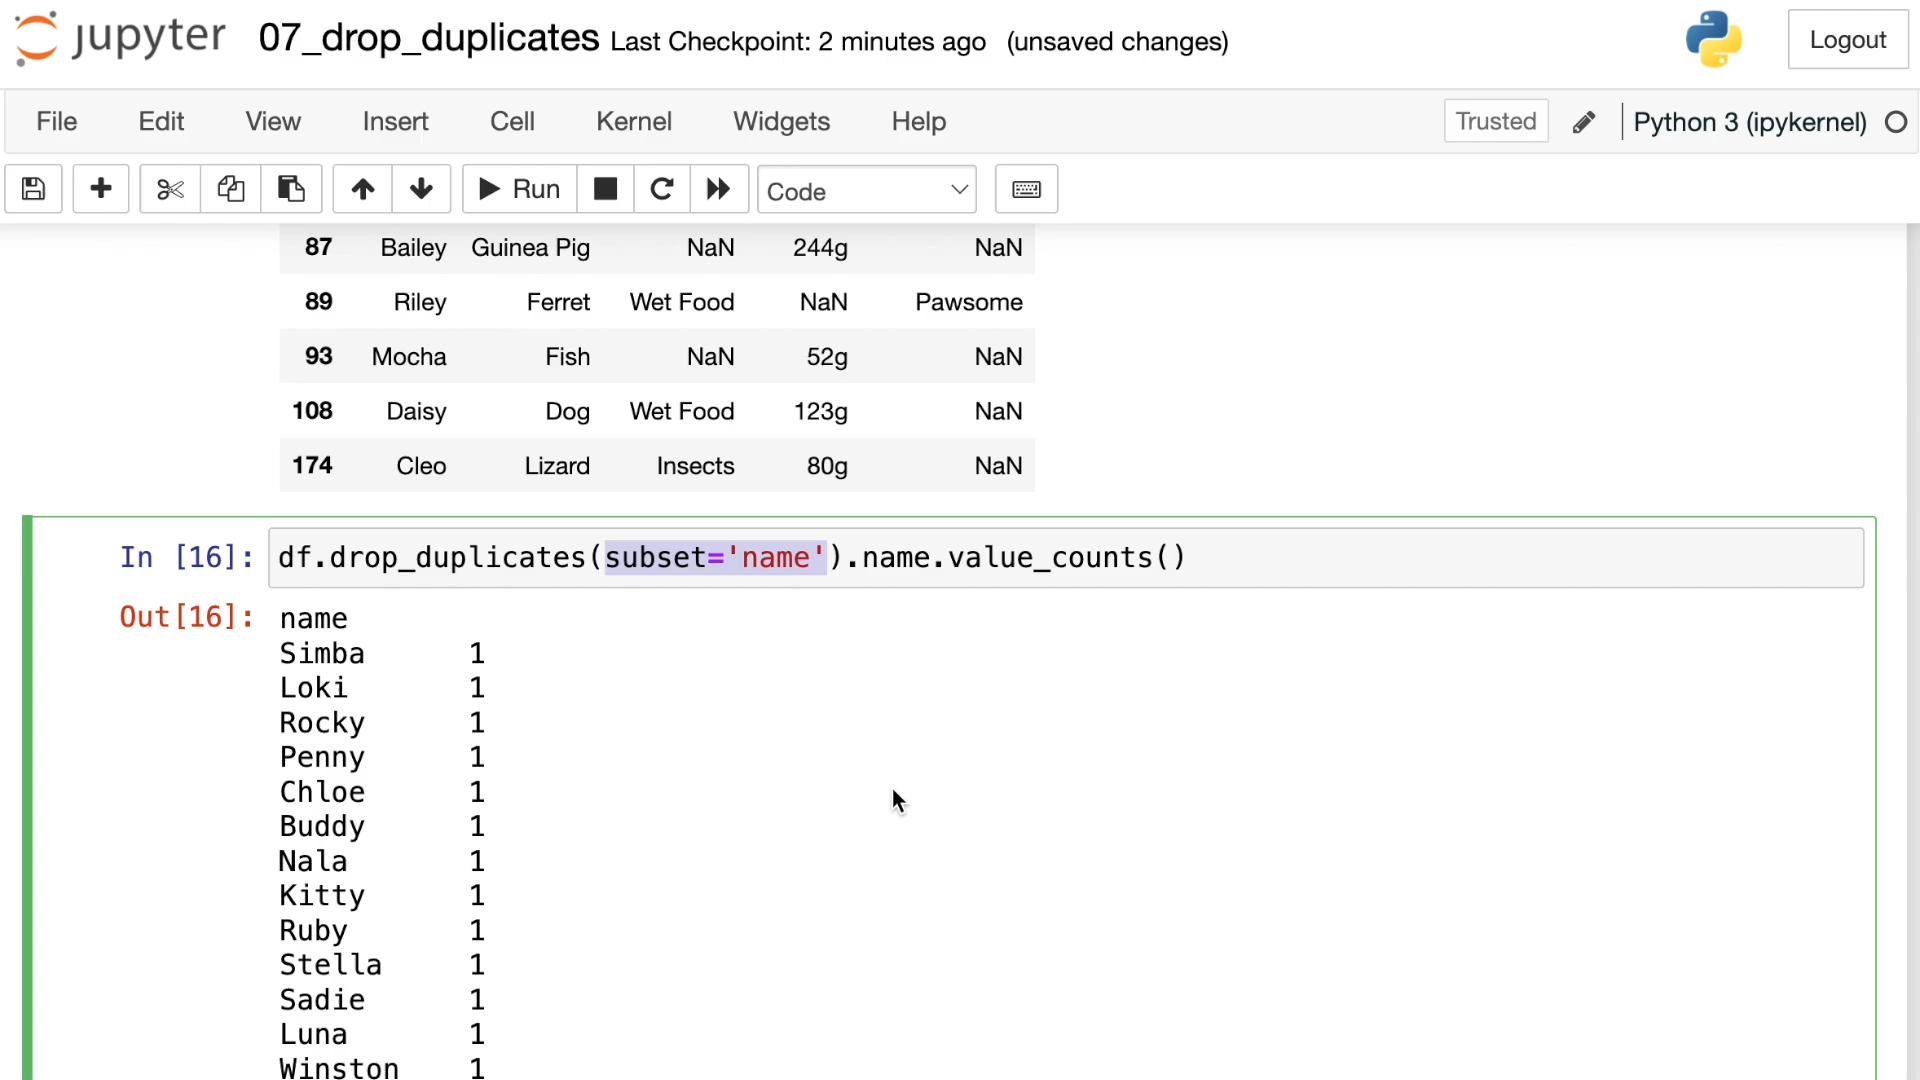 jupyter 07_drop_duplicates Last Checkpoint: 2 minutes ago (unsaved changes) Logout
File Edit View Insert Cell Kernel Widgets Help Trusted Python 3 (ipykernel)
Run Code
87 Bailey Guinea Pig NaN 244g NaN
89 Riley Ferret Wet Food NaN Pawsome
93 Mocha Fish NaN 52g NaN
108 Daisy Dog Wet Food 123g NaN
174 Cleo Lizard Insects 80g NaN
In [16]: df.drop_duplicates(subset='name').name.value_counts()
Out[16]: name
Simba 1
Loki 1
Rocky 1
Penny 1
Chloe 1
Buddy 1
Nala 1
Kitty 1
Ruby 1
Stella 1
Sadie 1
Luna 1
Winston 1